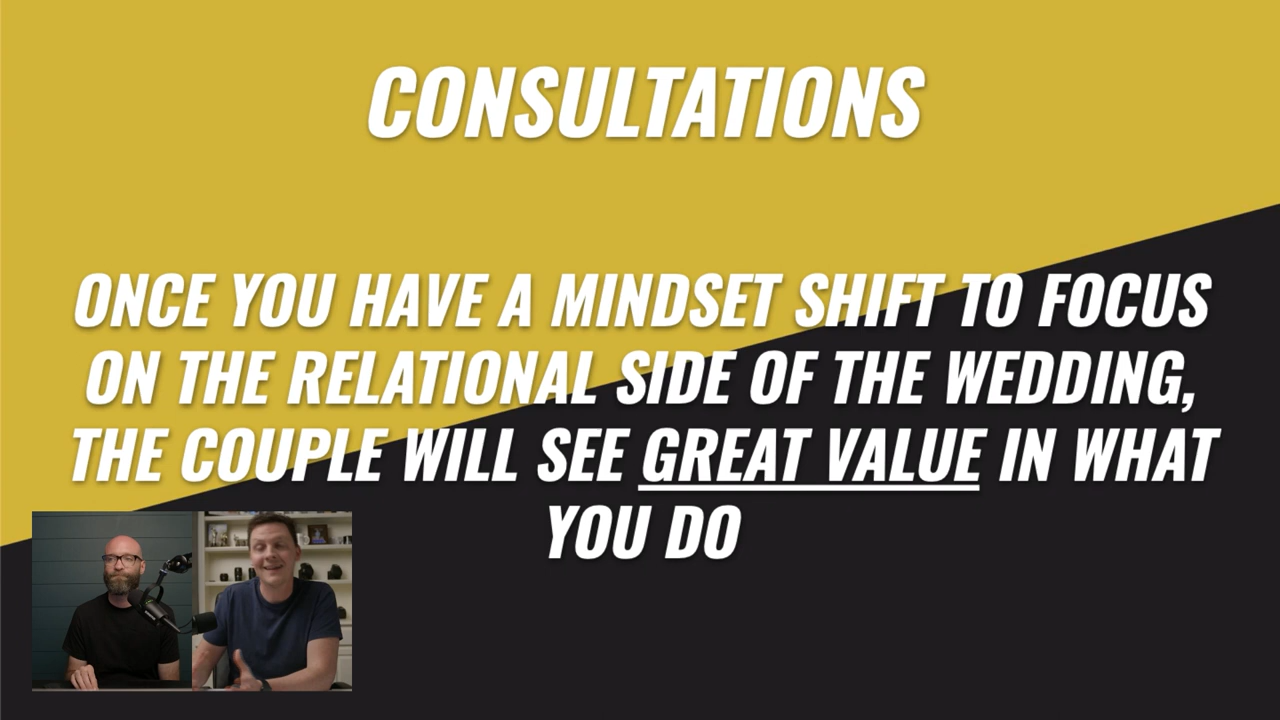 CONSULTATIONS
ONCE YOU HAVE A MINDSET SHIFT TO FOCUS
ON THE RELATIONAL SIDE OF THE WEDDING,
THE COUPLE WILL SEE GREAT VALUE IN WHAT
YOU DO